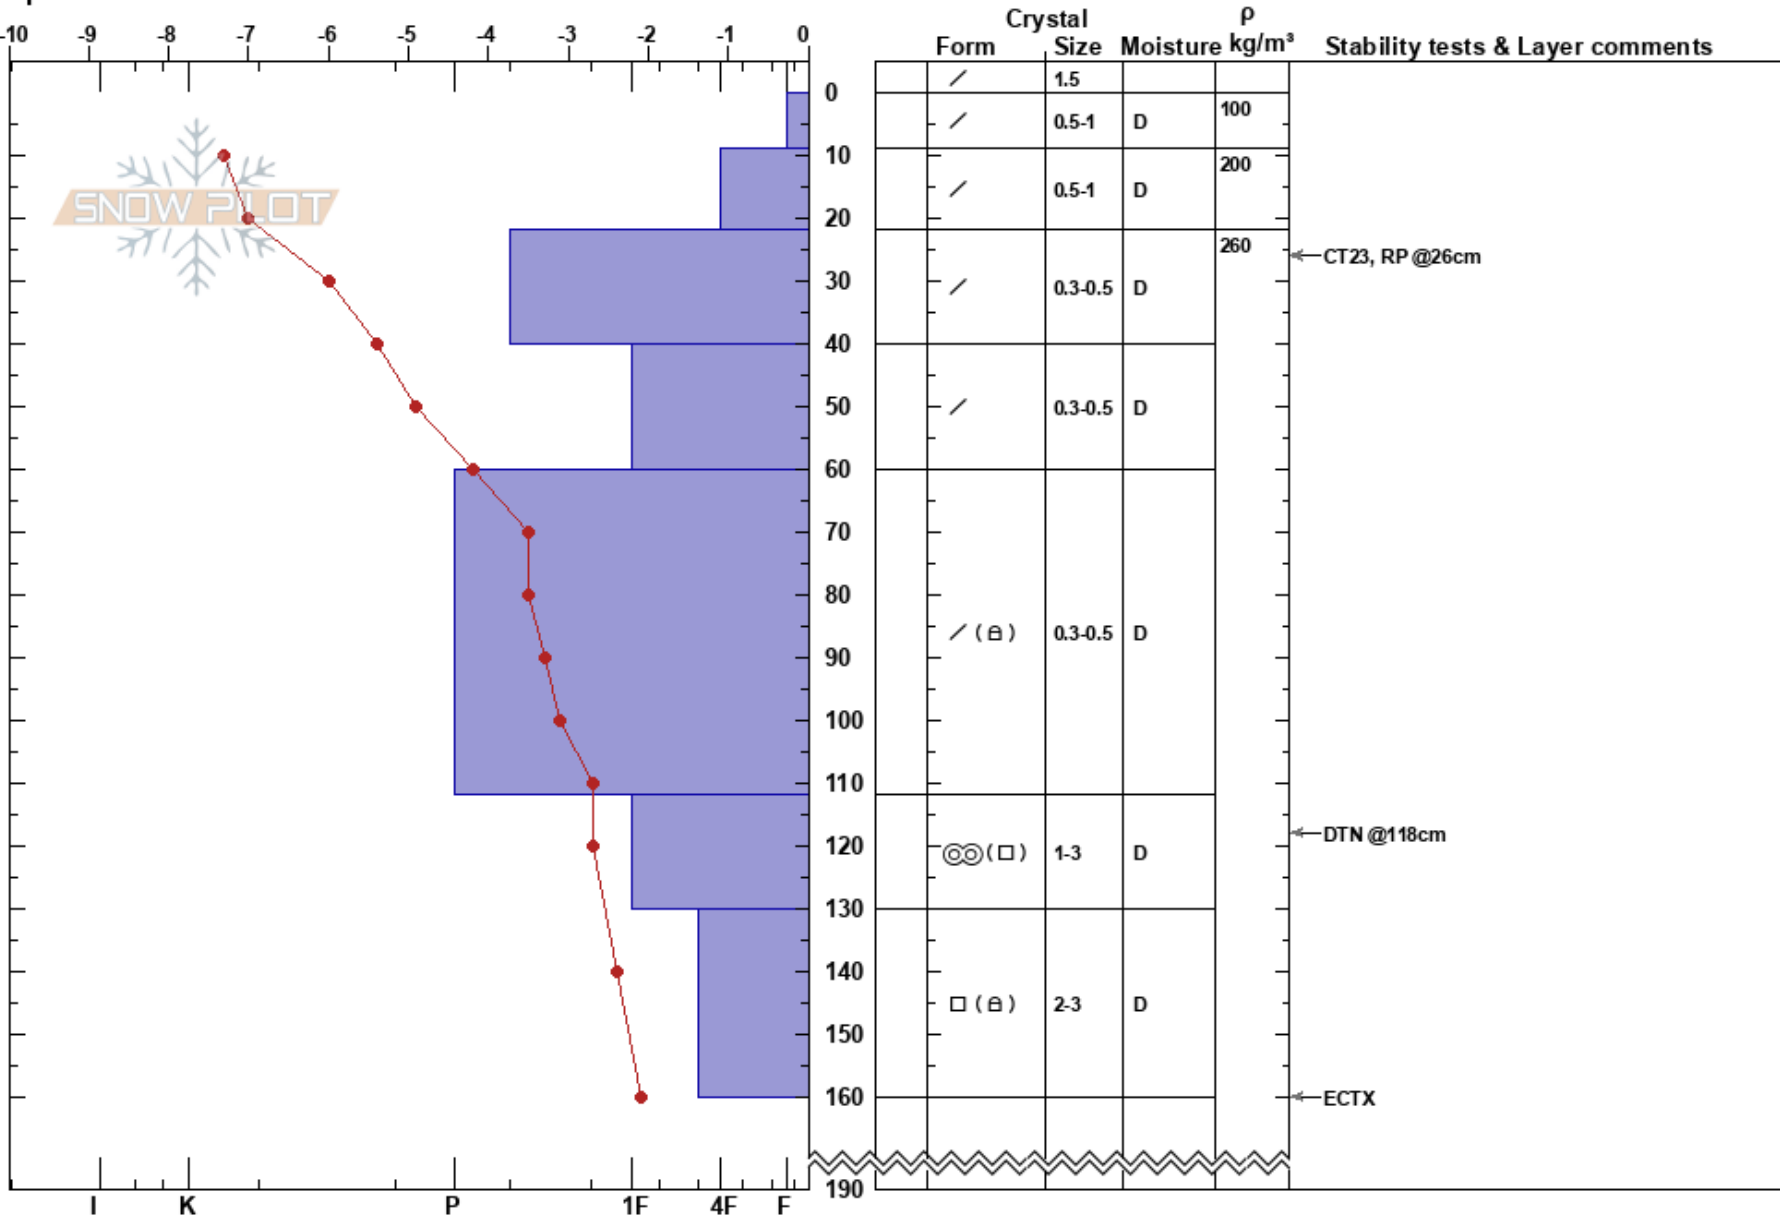 -10 -9 -8 -7 -6 -5 -4 -3 -2 -1 0
Crystal ρ
Form Size Moisture kg/m³ Stability tests & Layer comments
1.5
0
0.5-1 D 100
10
200
0.5-1 D
20
260
CT23, RP @26cm
30
0.3-0.5 D
40
50
0.3-0.5 D
60
70
80
( ) 0.3-0.5 D
90
100
110
DTN @118cm
120
( ) 1-3 D
130
140
( ) 2-3 D
150
160
ECTX
190
I K P 1F 4F F
SNOW PILOT